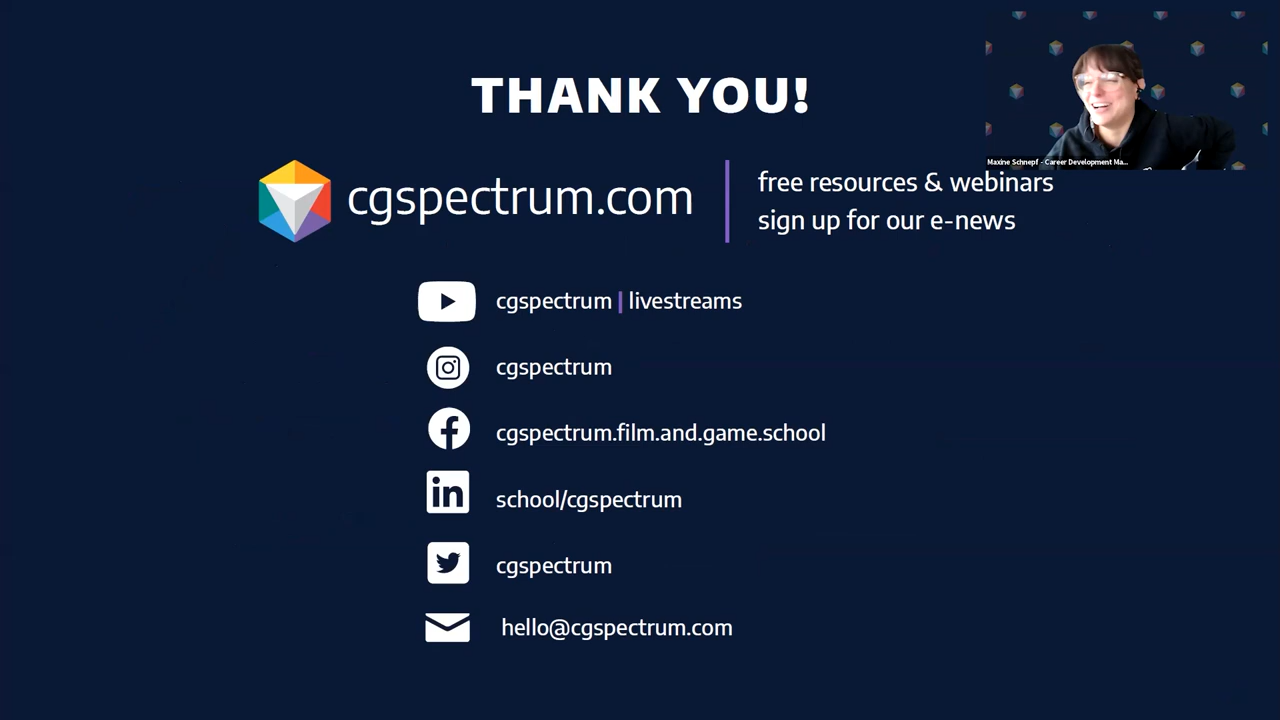 THANK YOU!
Maxine Schnepf - Career Development Ma...
cgspectrum.com
free resources & webinars
sign up for our e-news
cgspectrum | livestreams
cgspectrum
cgspectrum.film.and.game.school
in
school/cgspectrum
cgspectrum
hello@cgspectrum.com